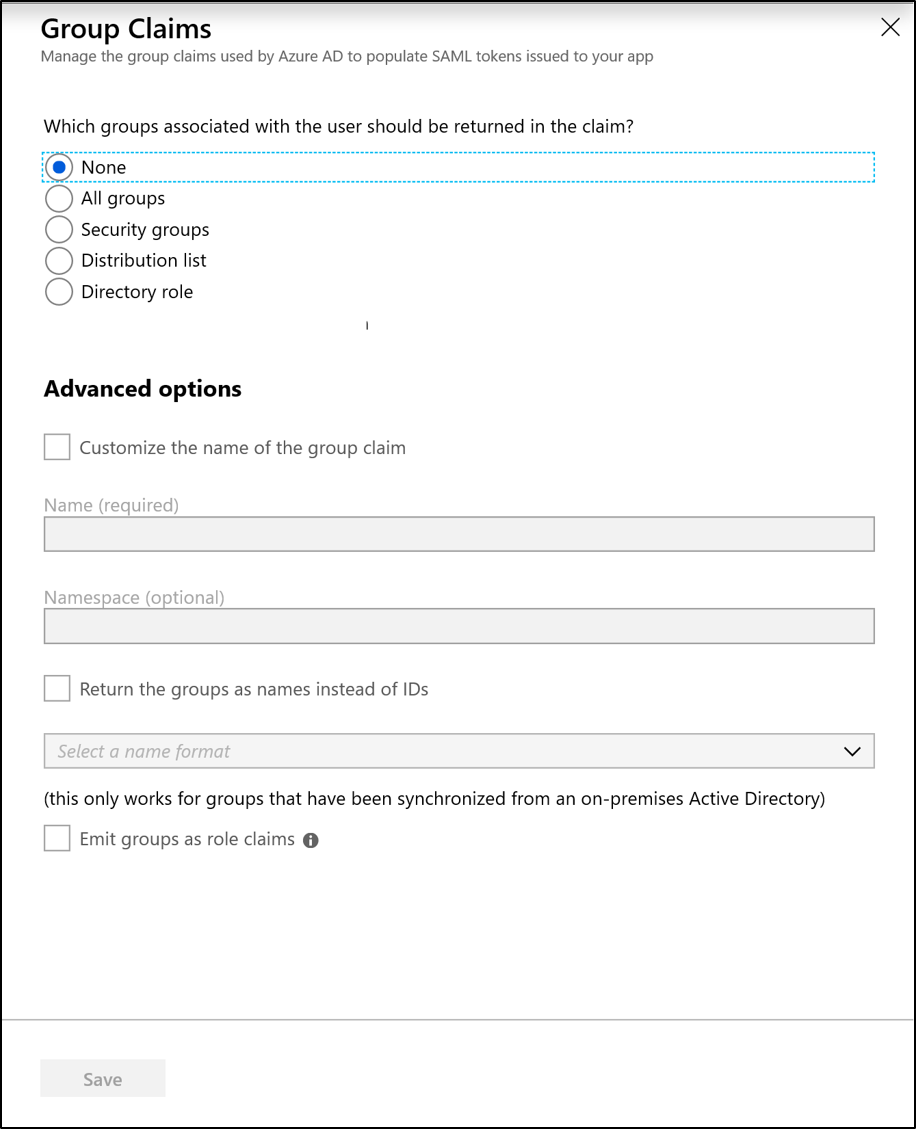 Group Claims
Manage the group claims used by Azure AD to populate SAML tokens issued to your app
Which groups associated with the user should be returned in the claim?
None
All groups
Security groups
Distribution list
Directory role
Advanced options
Customize the name of the group claim
Name (required)
Namespace (optional)
Return the groups as names instead of IDs
Select a name format
(this only works for groups that have been synchronized from an on-premises Active Directory)
Emit groups as role claims
Save